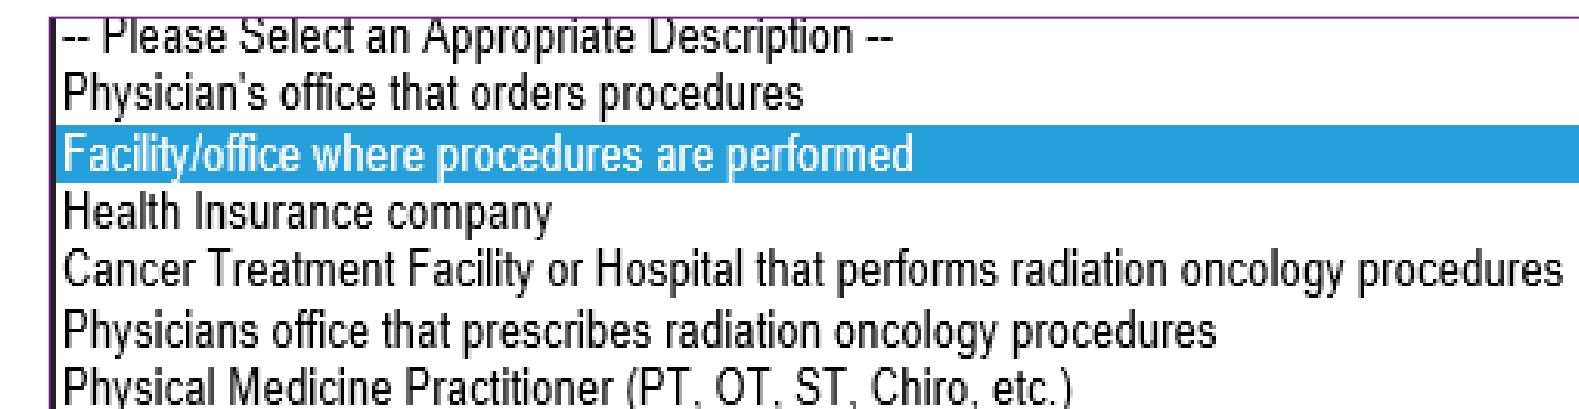 -- Please Select an Appropriate Description --
Physician's office that orders procedures
Facility/office where procedures are performed
Health Insurance company
Cancer Treatment Facility or Hospital that performs radiation oncology procedures
Physicians office that prescribes radiation oncology procedures
Physical Medicine Practitioner (PT, OT, ST, Chiro, etc.)